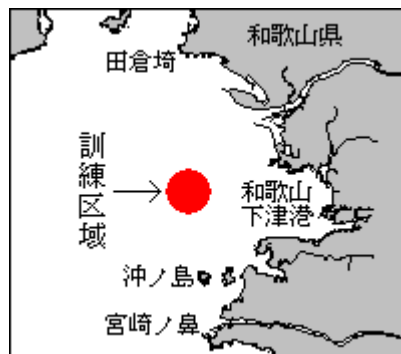 和歌山県
田倉埼
訓練区域
和歌山
下津港
沖ノ島
宮崎ノ鼻